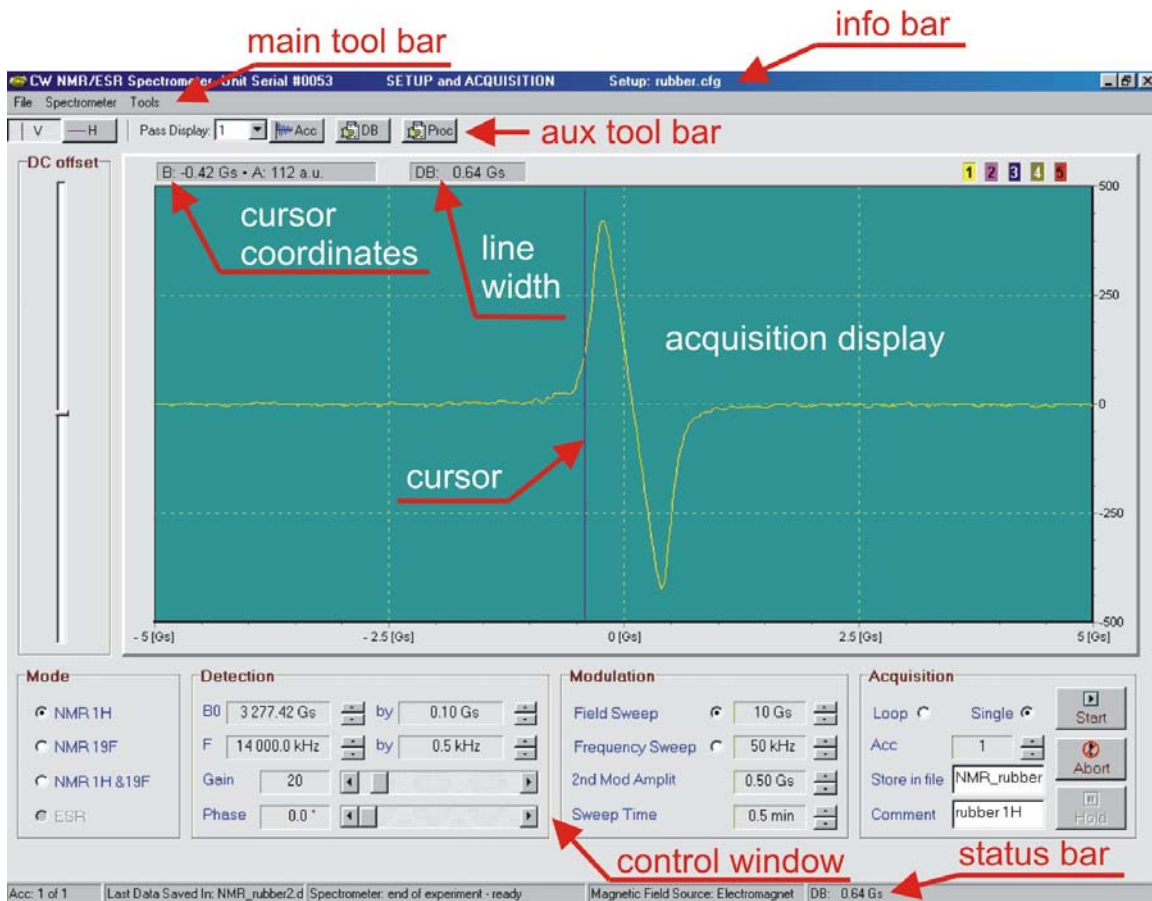 main tool bar
info bar
CW NMR/ESR Spectrometer Unit Serial #0053 SETUP and ACQUISITION Setup: rubber.cfg
File Spectrometer Tools
V H Pass Display: 1 Acc DB Proc
aux tool bar
DC offset
B: -0.42 Gs • A: 112 a.u. DB: 0.64 Gs 1 2 3 4 5
500
cursor
coordinates
line
width
250
acquisition display
0
cursor
-250
-500
-5 [Gs] -2.5 [Gs] 0 [Gs] 2.5 [Gs] 5 [Gs]
Mode
NMR 1H
NMR 19F
NMR 1H &19F
ESR
Detection
B0 3 277.42 Gs by 0.10 Gs
F 14 000.0 kHz by 0.5 kHz
Gain 20
Phase 0.0 °
Modulation
Field Sweep 10 Gs
Frequency Sweep 50 kHz
2nd Mod Amplit 0.50 Gs
Sweep Time 0.5 min
Acquisition
Loop Single
Acc 1
Store in file NMR_rubber
Comment rubber 1H
Start
Abort
Hold
control window
status bar
Acc: 1 of 1 Last Data Saved In: NMR_rubber2.d Spectrometer: end of experiment - ready Magnetic Field Source: Electromagnet DB: 0.64 Gs